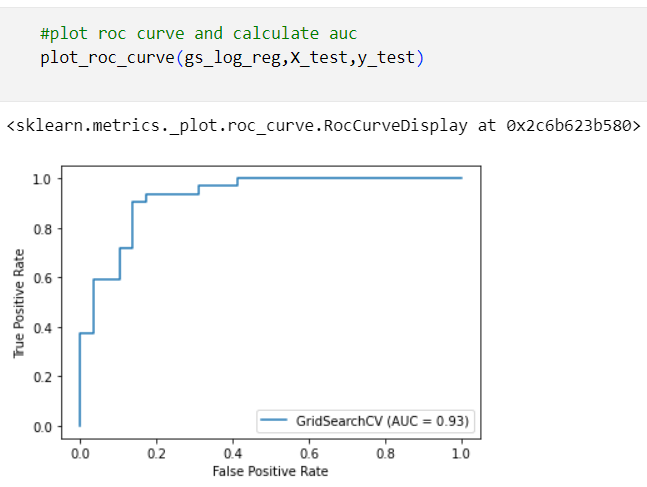 #plot roc curve and calculate auc
plot_roc_curve(gs_log_reg,X_test,y_test)
<sklearn.metrics._plot.roc_curve.RocCurveDisplay at 0x2c6b623b580>
1.0
0.8
0.6
0.4
0.2
0.0
True Positive Rate
GridSearchCV (AUC = 0.93)
0.0 0.2 0.4 0.6 0.8 1.0
False Positive Rate